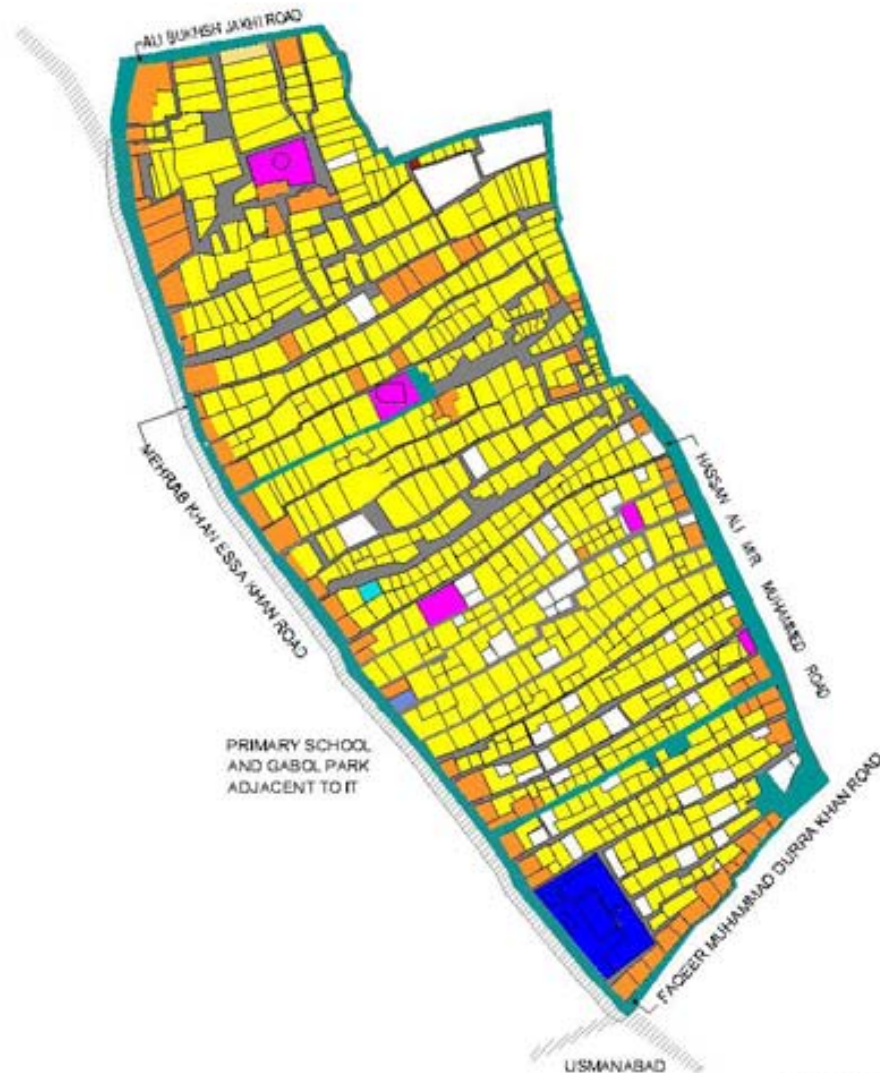 ALI BUKHSH JAKHI ROAD
MEHRAB KHAN ESSA KHAN ROAD
HASSAN ALI MIR MUHAMMED ROAD
PRIMARY SCHOOL
AND GABOL PARK
ADJACENT TO IT
FAQEER MUHAMMAD DURRA KHAN ROAD
USMANABAD